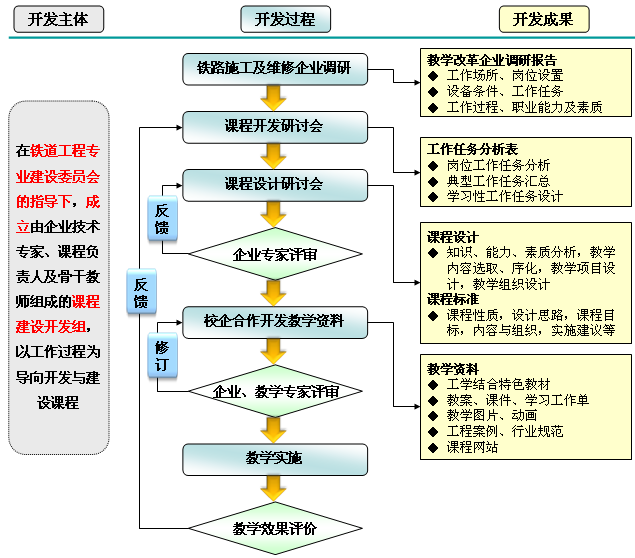 开发主体
开发过程
开发成果
在铁道工程专
业建设委员会
的指导下，成
立由企业技术
专家、课程负
责人及骨干教
师组成的课程
建设开发组，
以工作过程为
导向开发与建
设课程
铁路施工及维修企业调研
课程开发研讨会
课程设计研讨会
反馈
企业专家评审
反馈
校企合作开发教学资料
修订
企业、教学专家评审
教学实施
教学效果评价
教学改革企业调研报告
◆ 工作场所、岗位设置
◆ 设备条件、工作任务
◆ 工作过程、职业能力及素质
工作任务分析表
◆ 岗位工作任务分析
◆ 典型工作任务汇总
◆ 学习性工作任务设计
课程设计
◆ 知识、能力、素质分析，教学
内容选取、序化，教学项目设
计，教学组织设计
课程标准
◆ 课程性质，设计思路，课程目
标，内容与组织，实施建议等
教学资料
◆ 工学结合特色教材
◆ 教案、课件、学习工作单
◆ 教学图片、动画
◆ 工程案例、行业规范
◆ 课程网站